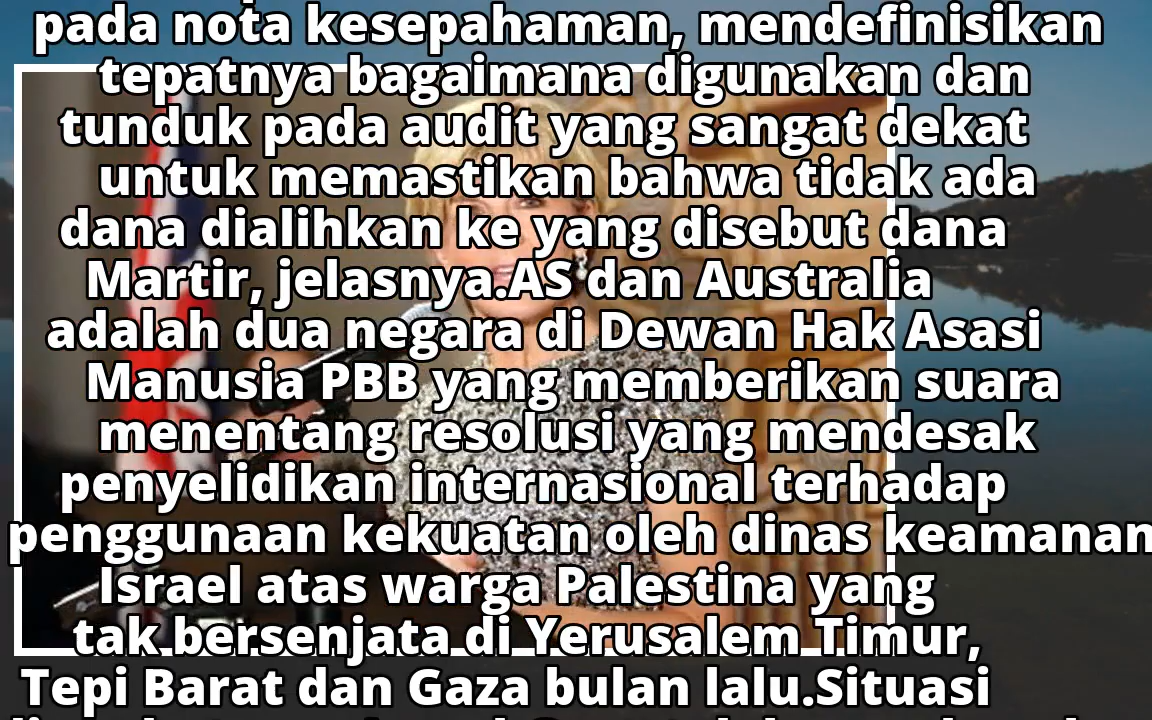 pada nota kesepahaman, mendefinisikan
tepatnya bagaimana digunakan dan
tunduk pada audit yang sangat dekat
untuk memastikan bahwa tidak ada
dana dialihkan ke yang disebut dana
Martir, jelasnya.AS dan Australia
adalah dua negara di Dewan Hak Asasi
Manusia PBB yang memberikan suara
menentang resolusi yang mendesak
penyelidikan internasional terhadap
penggunaan kekuatan oleh dinas keamanan
Israel atas warga Palestina yang
tak bersenjata di Yerusalem Timur,
Tepi Barat dan Gaza bulan lalu.Situasi